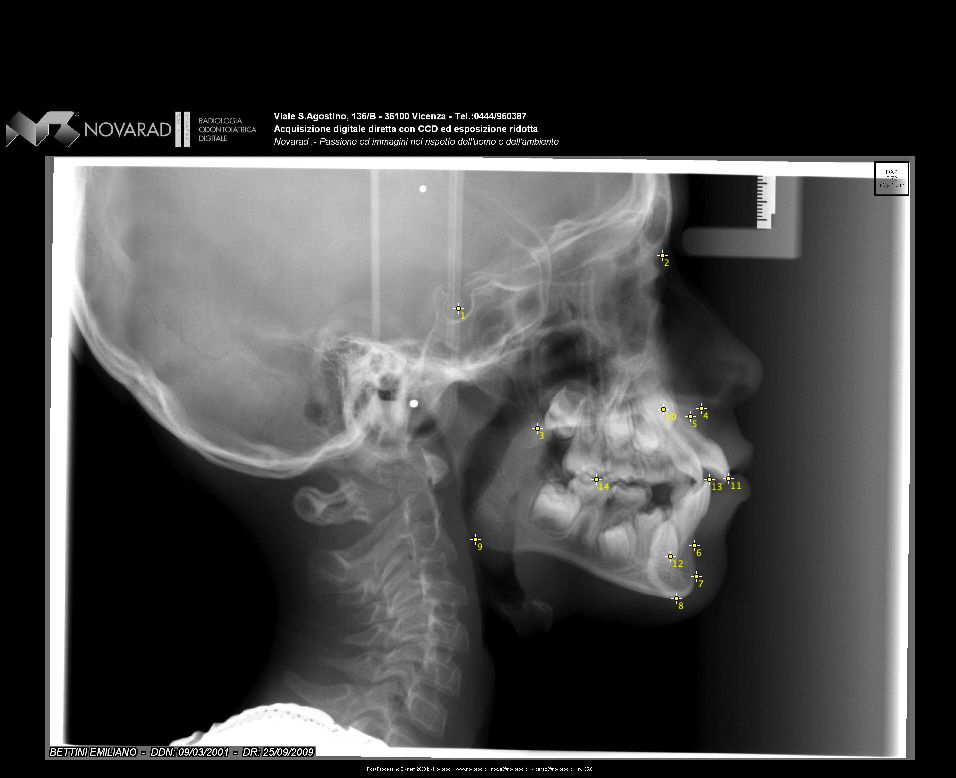 NOVARAD
RADIOLOGIA
ODONTOIATRICA
DIGITALE
Viale S.Agostino, 136/B - 36100 Vicenza - Tel.:0444/960387
Acquisizione digitale diretta con CCD ed esposizione ridotta
Novarad .- Passione ed immagini nel rispetto dell'uomo e dell'ambiente
2
1
4
5
10
3
14
13
11
9
6
12
7
8
BETTINI EMILIANO - DDN: 09/03/2001 - DR: 25/09/2009